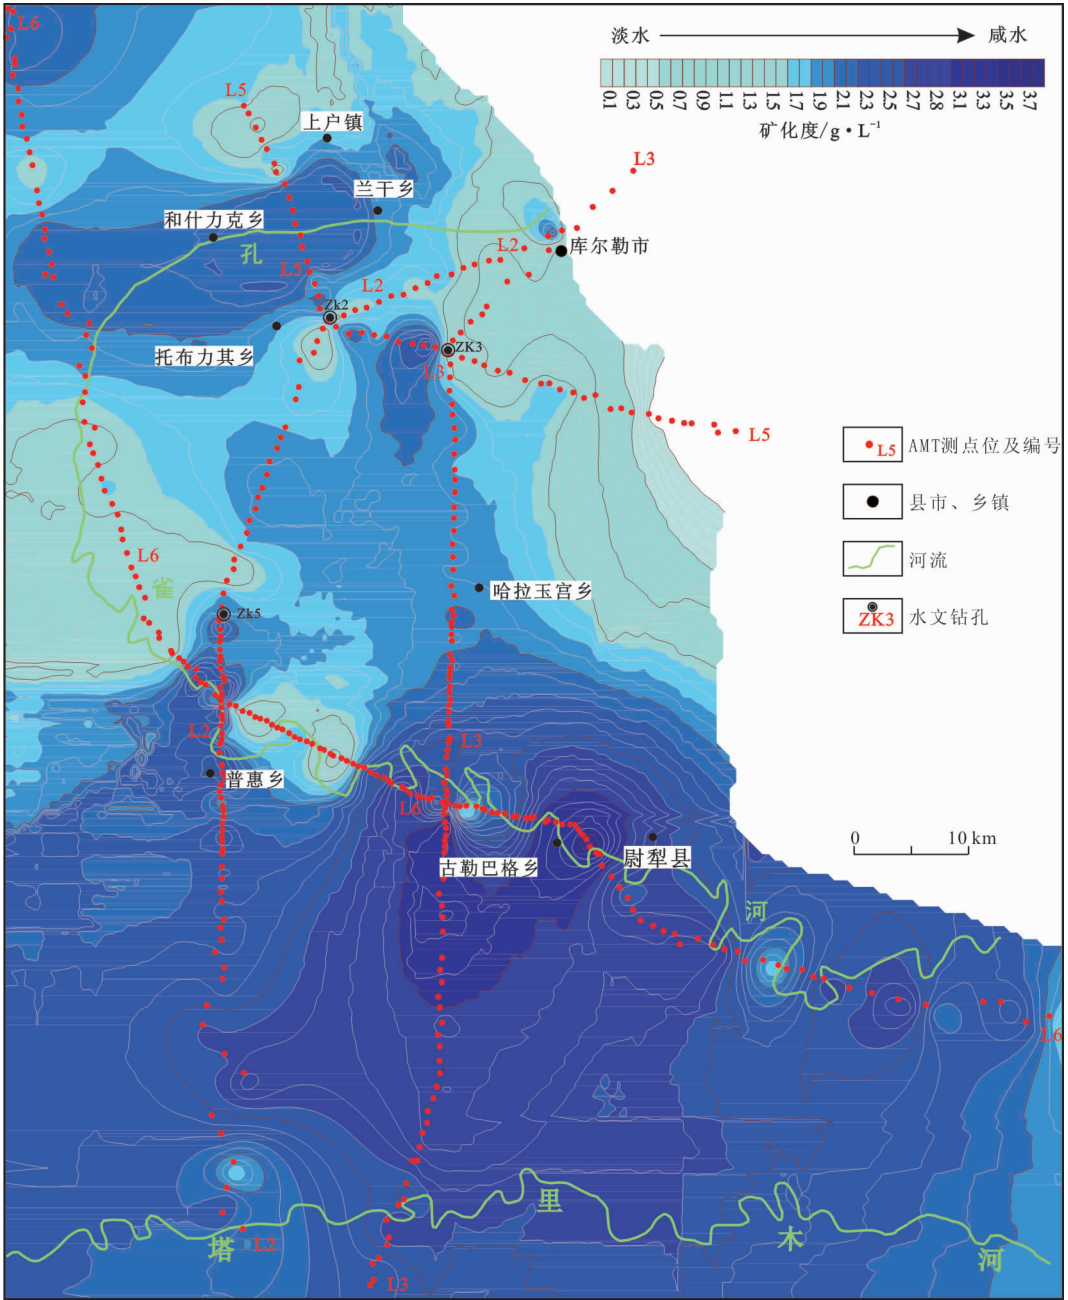 L6
淡水
咸水
0.1
0.3
0.5
0.7
0.9
1.1
1.3
1.5
1.7
1.9
2.1
2.3
2.5
2.7
2.8
3.1
3.3
3.5
3.7
矿化度/g·L⁻¹
L5
上户镇
L3
兰干乡
和什力克乡
孔
L2
库尔勒市
L5
L2
Zk2
托布力其乡
ZK3
L3
L5
L5 AMT测点位及编号
县市、乡镇
河流
ZK3 水文钻孔
L6
雀
哈拉玉宫乡
Zk5
L2
L3
普惠乡
L6
古勒巴格乡
尉犁县
0 10 km
河
L6
里
塔
L2
木
河
L3